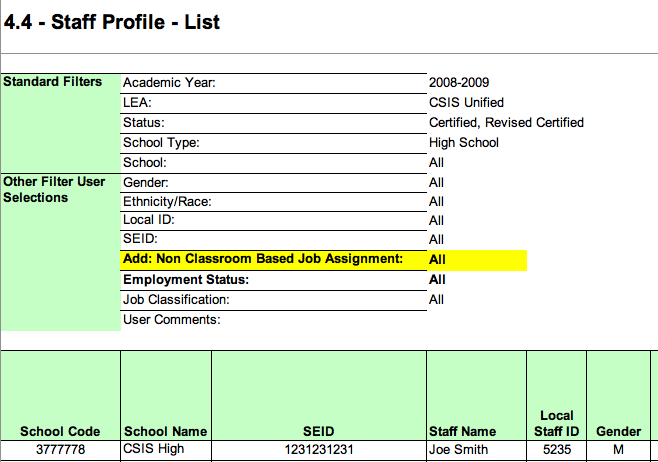 4.4 - Staff Profile - List
Standard Filters Academic Year: 2008-2009
LEA: CSIS Unified
Status: Certified, Revised Certified
School Type: High School
School: All
Other Filter User Gender: All
Selections Ethnicity/Race: All
Local ID: All
SEID: All
Add: Non Classroom Based Job Assignment: All
Employment Status: All
Job Classification: All
User Comments:
Local
School Code School Name SEID Staff Name Staff ID Gender
3777778 CSIS High 1231231231 Joe Smith 5235 M